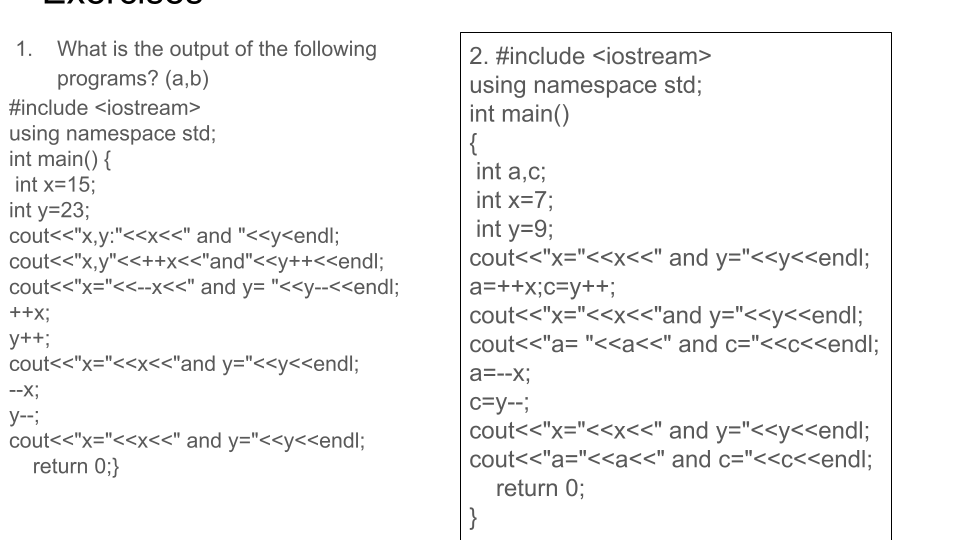 Exercises
1. What is the output of the following
programs? (a,b)
#include <iostream>
using namespace std;
int main() {
int x=15;
int y=23;
cout<<"x,y:"<<x<<" and "<<y<endl;
cout<<"x,y"<<++x<<"and"<<y++<<endl;
cout<<"x="<<--x<<" and y= "<<y--<<endl;
++x;
y++;
cout<<"x="<<x<<"and y="<<y<<endl;
--x;
y--;
cout<<"x="<<x<<" and y="<<y<<endl;
return 0;}
2. #include <iostream>
using namespace std;
int main()
{
int a,c;
int x=7;
int y=9;
cout<<"x="<<x<<" and y="<<y<<endl;
a=++x;c=y++;
cout<<"x="<<x<<"and y="<<y<<endl;
cout<<"a= "<<a<<" and c="<<c<<endl;
a=--x;
c=y--;
cout<<"x="<<x<<" and y="<<y<<endl;
cout<<"a="<<a<<" and c="<<c<<endl;
return 0;
}